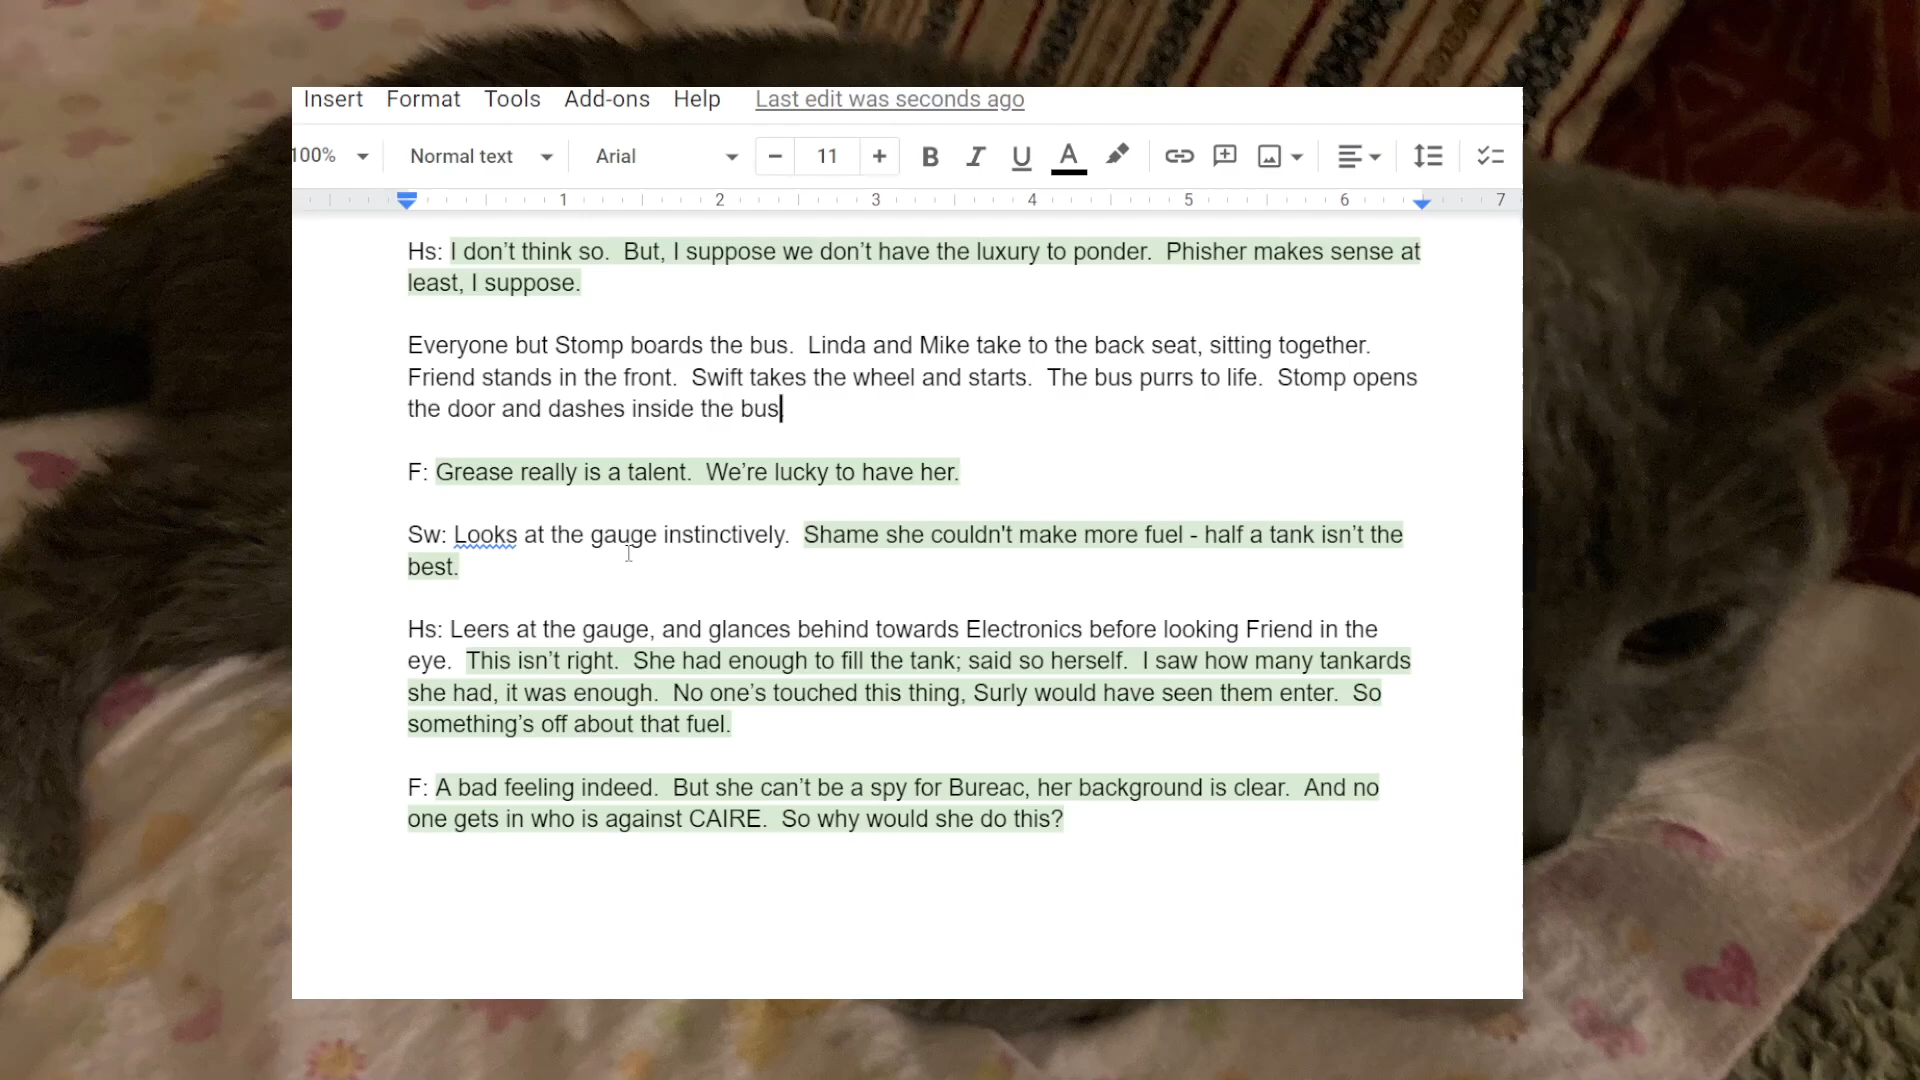 Insert Format Tools Add-ons Help Last edit was seconds ago
100% Normal text Arial 11 B I U A
1 2 3 4 5 6 7
Hs: I don’t think so.  But, I suppose we don’t have the luxury to ponder.  Phisher makes sense at
least, I suppose.
Everyone but Stomp boards the bus.  Linda and Mike take to the back seat, sitting together.
Friend stands in the front.  Swift takes the wheel and starts.  The bus purrs to life.  Stomp opens
the door and dashes inside the bus
F: Grease really is a talent.  We’re lucky to have her.
Sw: Looks at the gauge instinctively.  Shame she couldn't make more fuel - half a tank isn’t the
best.
Hs: Leers at the gauge, and glances behind towards Electronics before looking Friend in the
eye.  This isn’t right.  She had enough to fill the tank; said so herself.  I saw how many tankards
she had, it was enough.  No one’s touched this thing, Surly would have seen them enter.  So
something’s off about that fuel.
F: A bad feeling indeed.  But she can’t be a spy for Bureac, her background is clear.  And no
one gets in who is against CAIRE.  So why would she do this?